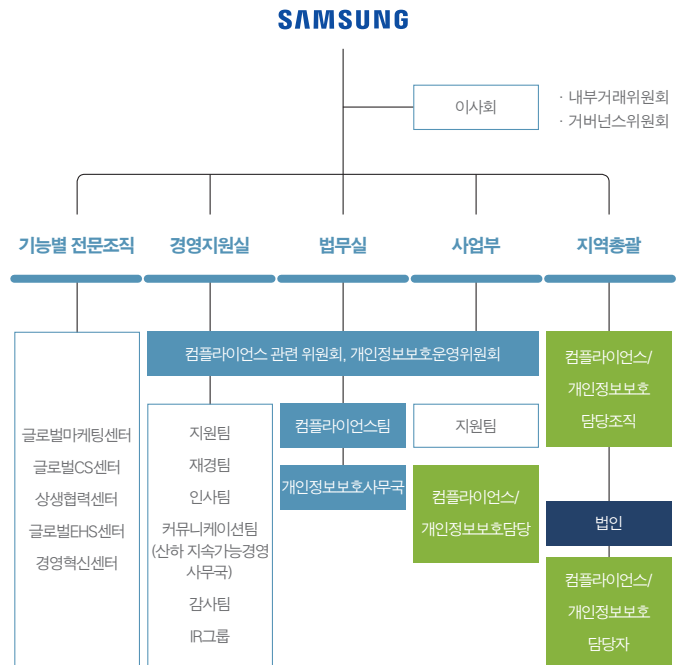 SAMSUNG
이사회
· 내부거래위원회
· 거버넌스위원회
기능별 전문조직
경영지원실
법무실
사업부
지역총괄
컴플라이언스 관련 위원회, 개인정보보호운영위원회
글로벌마케팅센터
글로벌CS센터
상생협력센터
글로벌EHS센터
경영혁신센터
지원팀
재경팀
인사팀
커뮤니케이션팀
(산하 지속가능경영
사무국)
감사팀
IR그룹
컴플라이언스팀
개인정보보호사무국
지원팀
컴플라이언스/
개인정보보호담당
컴플라이언스/
개인정보보호
담당조직
법인
컴플라이언스/
개인정보보호
담당자